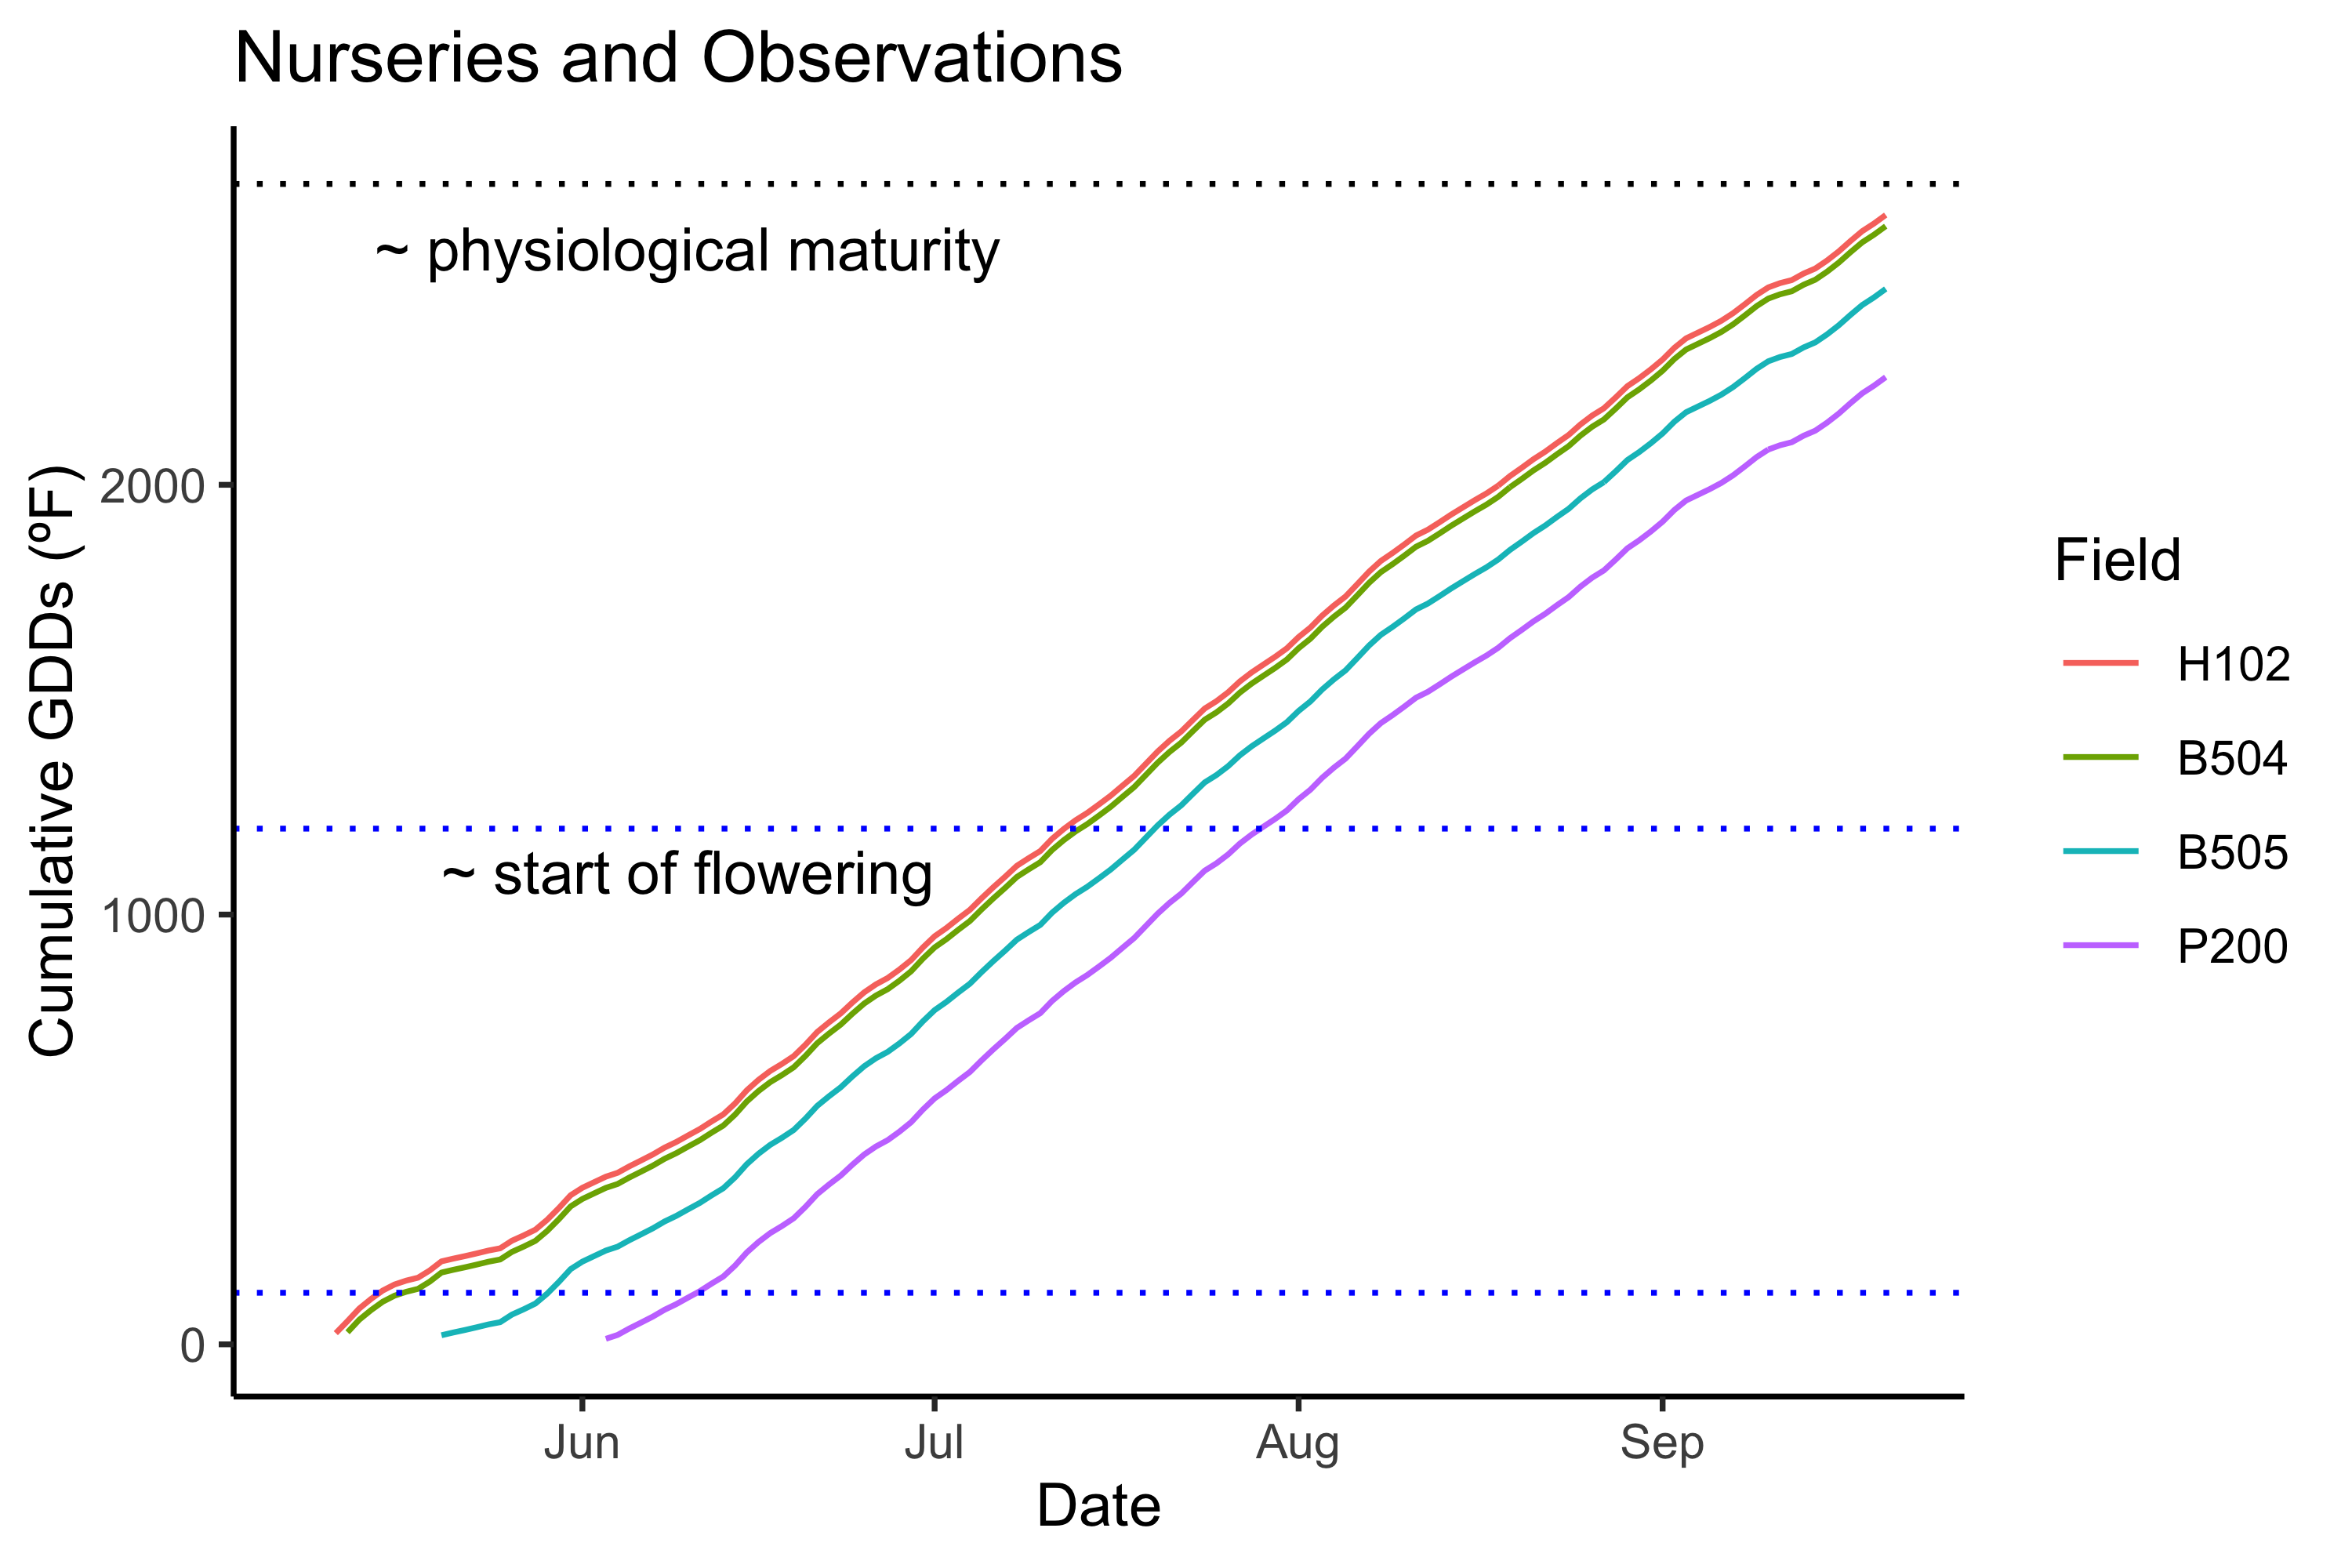 Nurseries and Observations
~ physiological maturity
~ start of flowering
Cumulative GDDs (ºF)
2000
1000
0
Jun
Jul
Aug
Sep
Date
Field
H102
B504
B505
P200